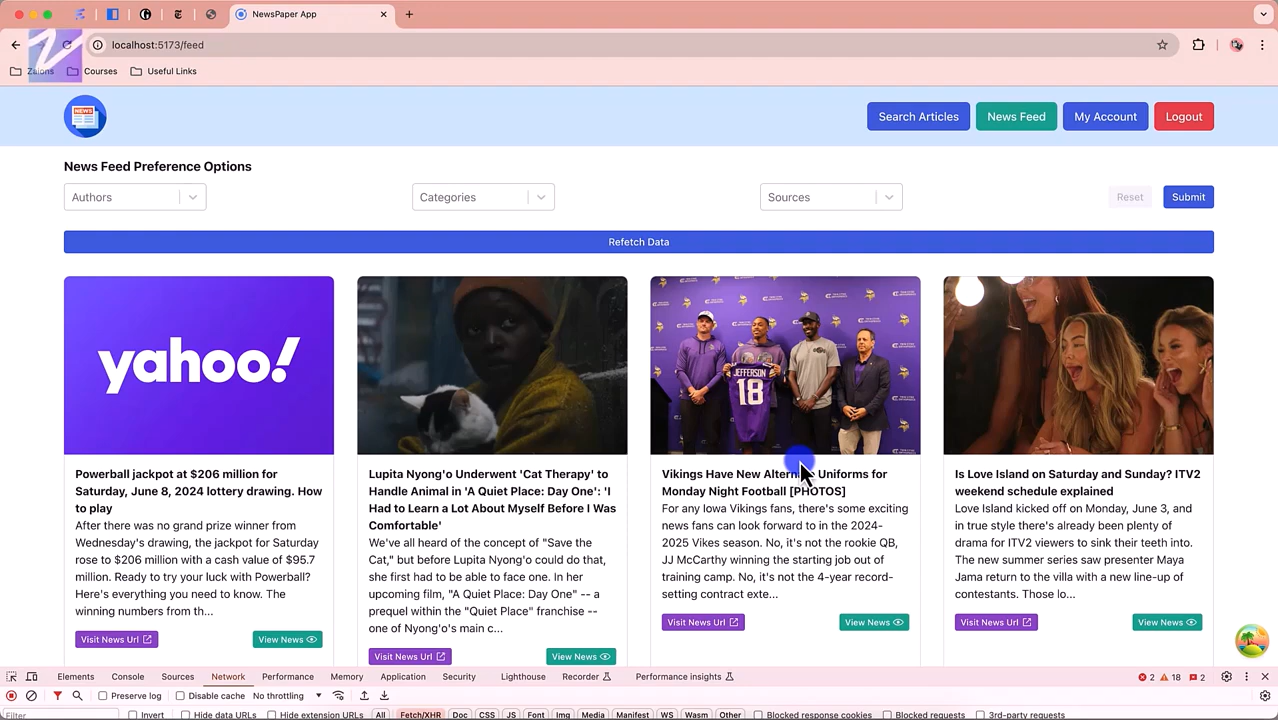 NewsPaper App
localhost:5173/feed
Zaions
Courses
Useful Links
NEWS
Search Articles
News Feed
My Account
Logout
News Feed Preference Options
Authors
Categories
Sources
Reset
Submit
Refetch Data
yahoo!
JEFFERSON
18
Powerball jackpot at $206 million for
Saturday, June 8, 2024 lottery drawing. How
to play
After there was no grand prize winner from
Wednesday's drawing, the jackpot for Saturday
rose to $206 million with a cash value of $95.7
million. Ready to try your luck with Powerball?
Here's everything you need to know. The
winning numbers from th...
Visit News Url
View News
Lupita Nyong'o Underwent 'Cat Therapy' to
Handle Animal in 'A Quiet Place: Day One': 'I
Had to Learn a Lot About Myself Before I Was
Comfortable'
We've all heard of the concept of "Save the
Cat," but before Lupita Nyong'o could do that,
she first had to be able to face one. In her
upcoming film, "A Quiet Place: Day One" -- a
prequel within the "Quiet Place" franchise --
one of Nyong'o's main c...
Visit News Url
View News
Vikings Have New Alternate Uniforms for
Monday Night Football [PHOTOS]
For any Iowa Vikings fans, there's some exciting
news fans can look forward to in the 2024-
2025 Vikes season. No, it's not the rookie QB,
JJ McCarthy winning the starting job out of
training camp. No, it's not the 4-year record-
setting contract exte...
Visit News Url
View News
Is Love Island on Saturday and Sunday? ITV2
weekend schedule explained
Love Island kicked off on Monday, June 3, and
in true style there's already been plenty of
drama for ITV2 viewers to sink their teeth into.
The new summer series saw presenter Maya
Jama return to the villa with a new line-up of
contestants. Those lo...
Visit News Url
View News
Elements
Console
Sources
Network
Performance
Memory
Application
Security
Lighthouse
Recorder
Performance insights
2
18
2
Preserve log
Disable cache
No throttling
Filter
Invert
Hide data URLs
Hide extension URLs
All
Fetch/XHR
Doc
CSS
JS
Font
Img
Media
Manifest
WS
Wasm
Other
Blocked response cookies
Blocked requests
3rd-party requests